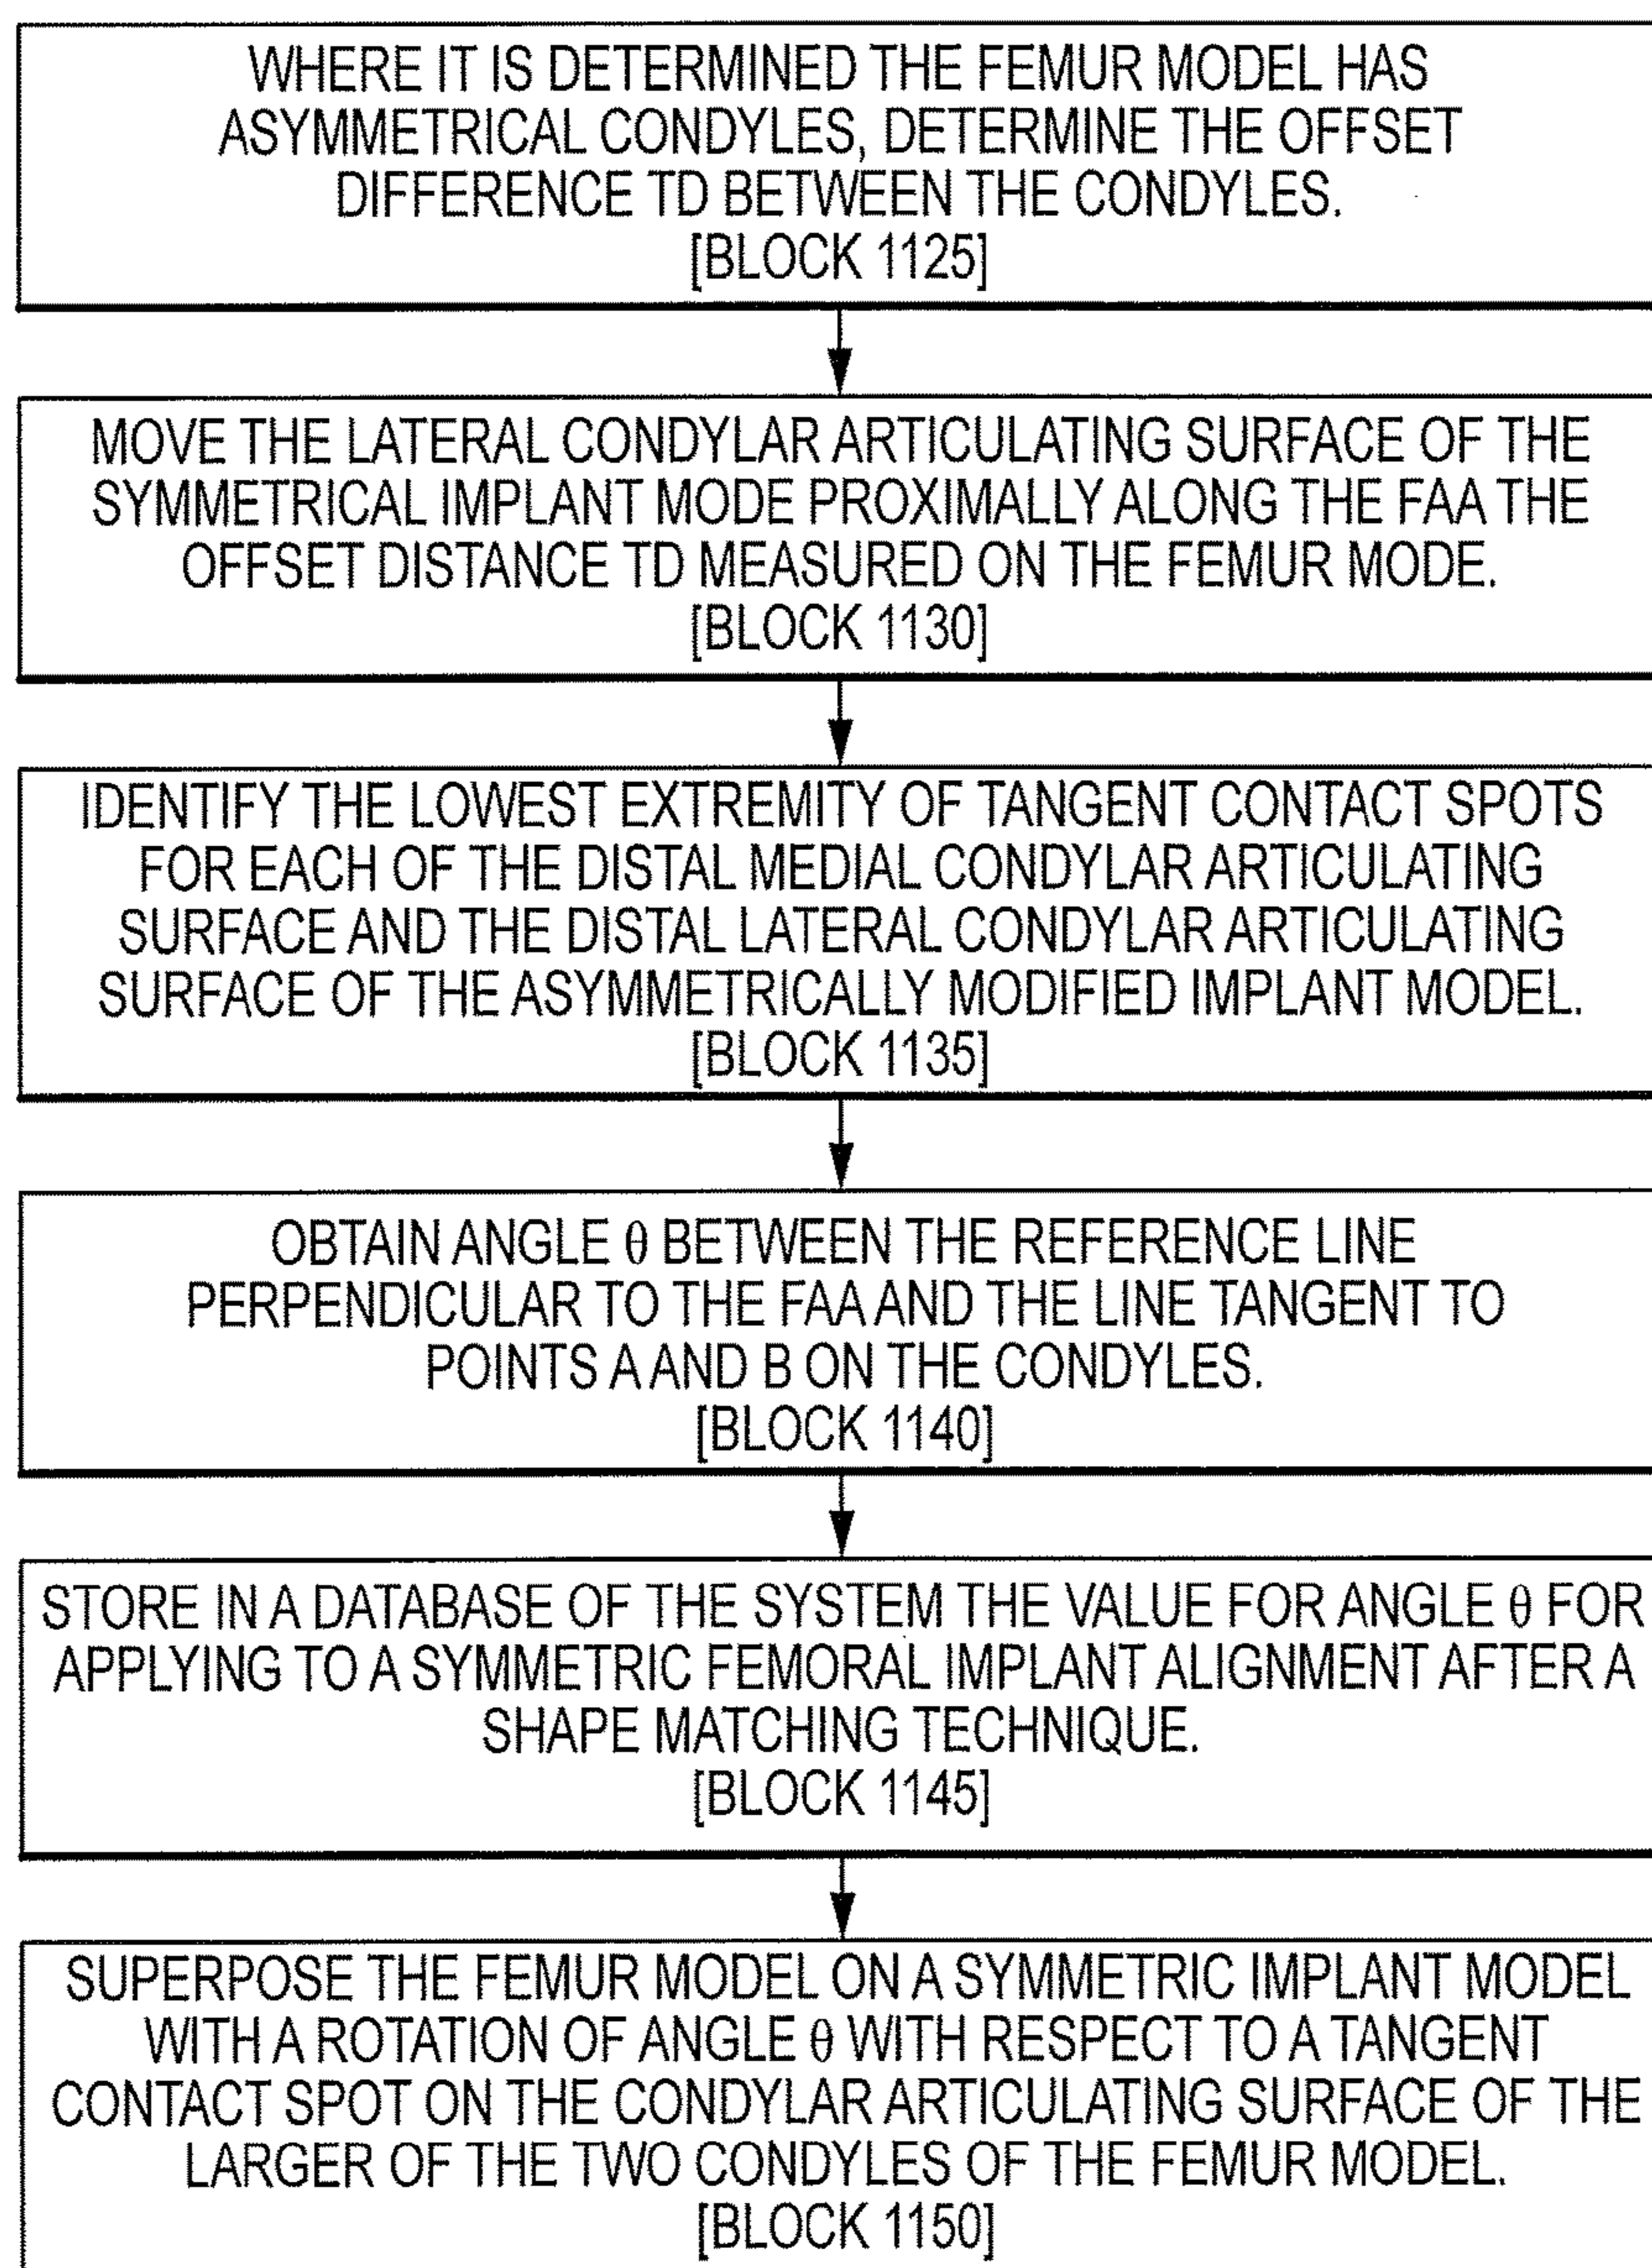 WHERE IT IS DETERMINED THE FEMUR MODEL HAS
ASYMMETRICAL CONDYLES, DETERMINE THE OFFSET
DIFFERENCE TD BETWEEN THE CONDYLES.
[BLOCK 1125]
MOVE THE LATERAL CONDYLAR ARTICULATING SURFACE OF THE
SYMMETRICAL IMPLANT MODE PROXIMALLY ALONG THE FAA THE
OFFSET DISTANCE TD MEASURED ON THE FEMUR MODE.
[BLOCK 1130]
IDENTIFY THE LOWEST EXTREMITY OF TANGENT CONTACT SPOTS
FOR EACH OF THE DISTAL MEDIAL CONDYLAR ARTICULATING
SURFACE AND THE DISTAL LATERAL CONDYLAR ARTICULATING
SURFACE OF THE ASYMMETRICALLY MODIFIED IMPLANT MODEL.
[BLOCK 1135]
OBTAIN ANGLE θ BETWEEN THE REFERENCE LINE
PERPENDICULAR TO THE FAA AND THE LINE TANGENT TO
POINTS A AND B ON THE CONDYLES.
[BLOCK 1140]
STORE IN A DATABASE OF THE SYSTEM THE VALUE FOR ANGLE θ FOR
APPLYING TO A SYMMETRIC FEMORAL IMPLANT ALIGNMENT AFTER A
SHAPE MATCHING TECHNIQUE.
[BLOCK 1145]
SUPERPOSE THE FEMUR MODEL ON A SYMMETRIC IMPLANT MODEL
WITH A ROTATION OF ANGLE θ WITH RESPECT TO A TANGENT
CONTACT SPOT ON THE CONDYLAR ARTICULATING SURFACE OF THE
LARGER OF THE TWO CONDYLES OF THE FEMUR MODEL.
[BLOCK 1150]